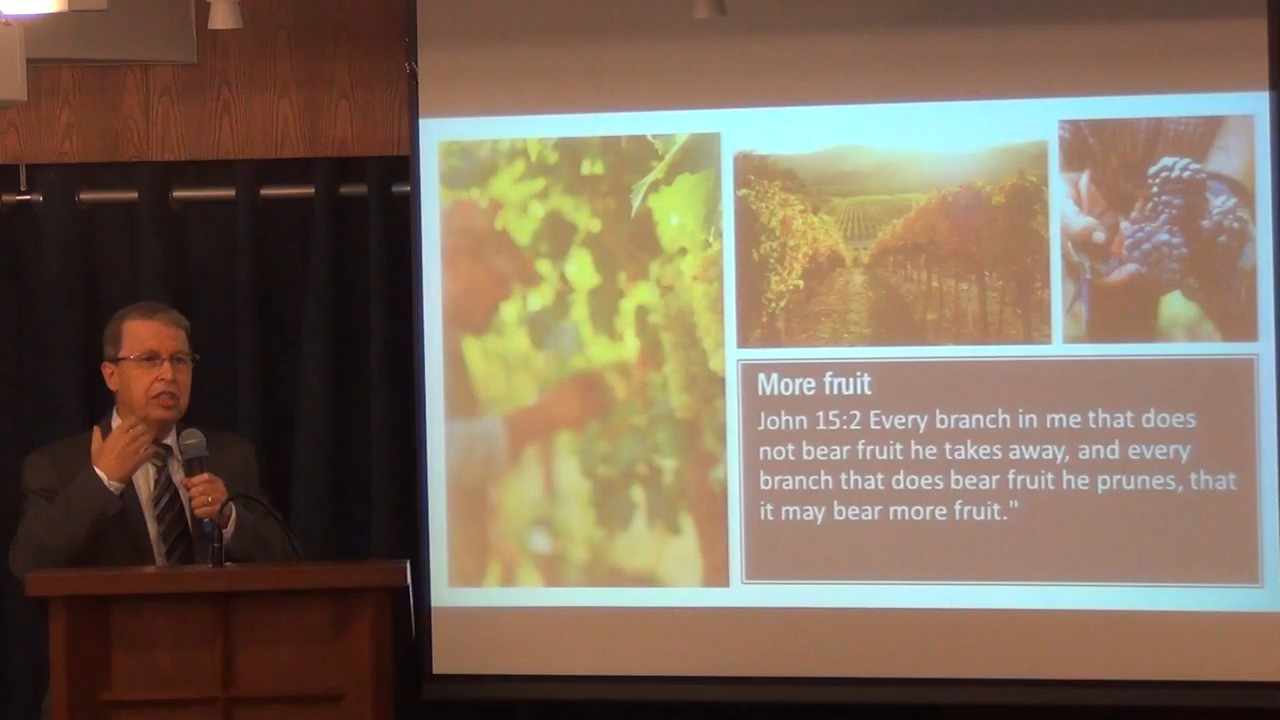 More fruit
John 15:2 Every branch in me that does
not bear fruit he takes away, and every
branch that does bear fruit he prunes, that
it may bear more fruit."